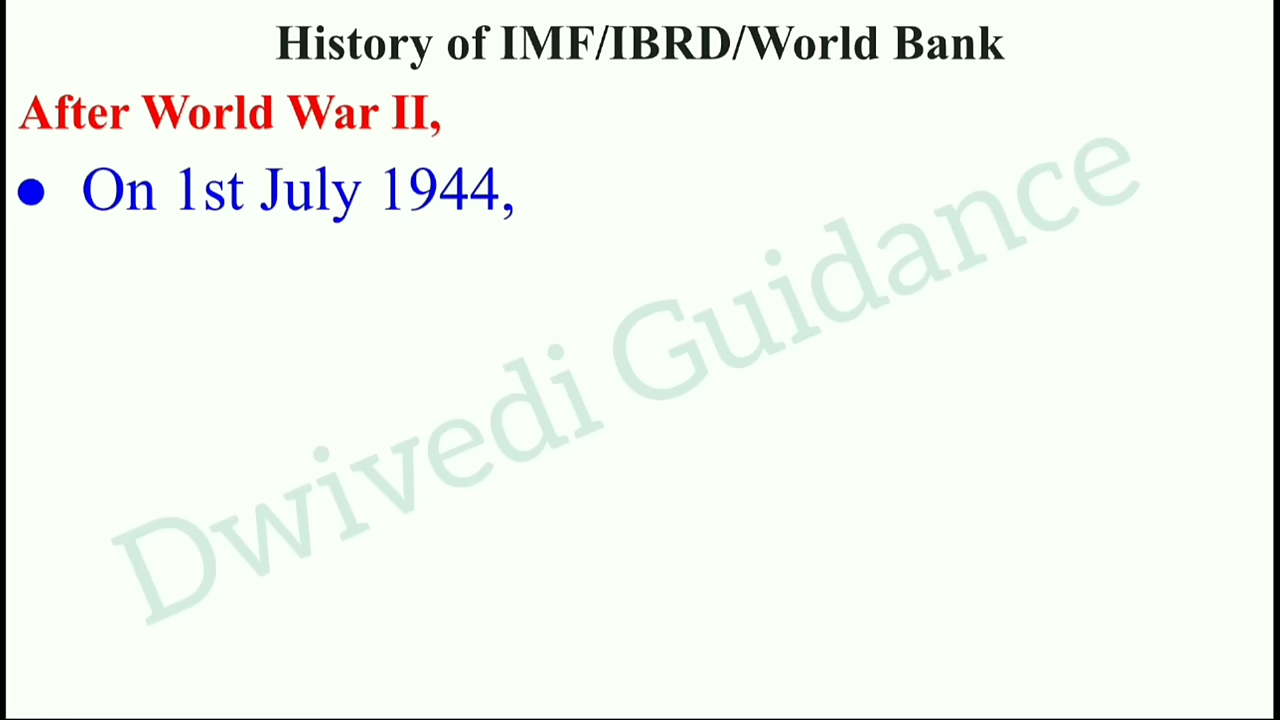 History of IMF/IBRD/World Bank
After World War II,
● On 1st July 1944,
Dwivedi Guidance